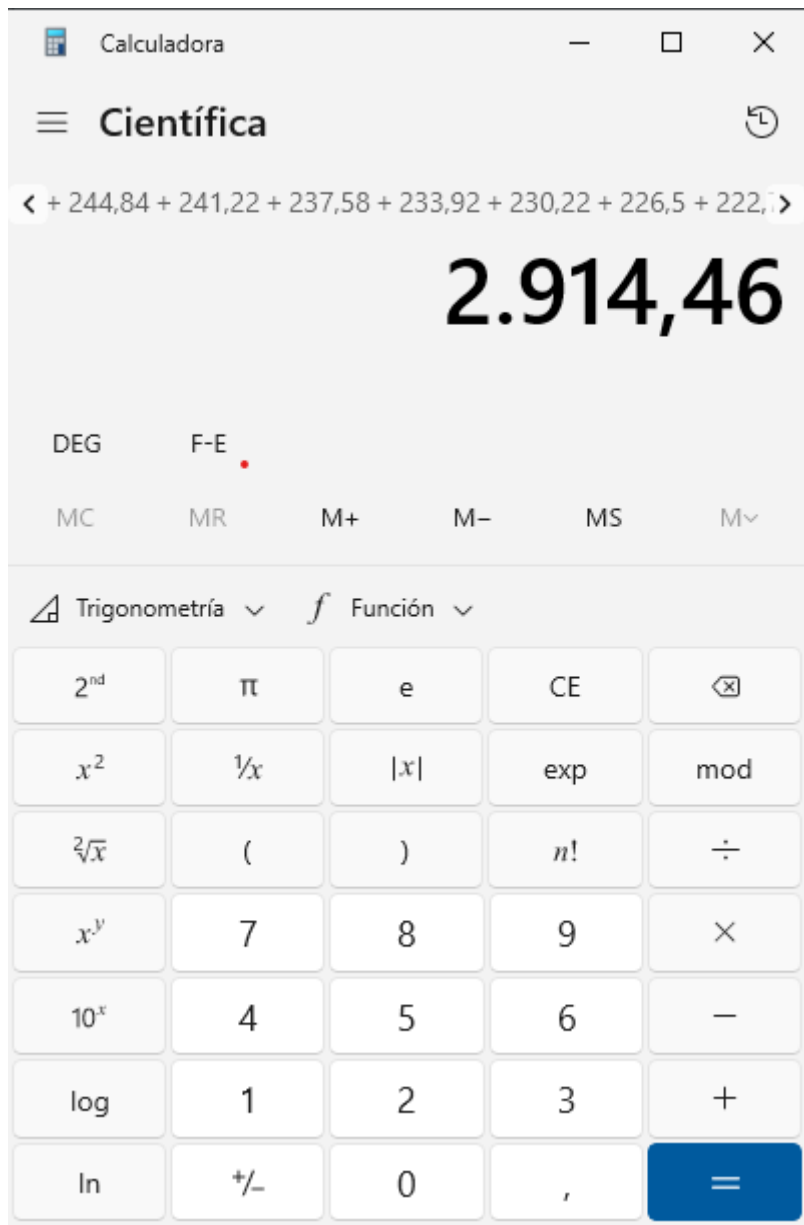 Calculadora
Científica
+ 244,84 + 241,22 + 237,58 + 233,92 + 230,22 + 226,5 + 222,
2.914,46
DEG F-E
MC MR M+ M− MS M
Trigonometría f Función
2ⁿᵈ π e CE
x² ¹/x |x| exp mod
²√x ( ) n! ÷
xʸ 7 8 9 ×
10ˣ 4 5 6 −
log 1 2 3 +
ln +/− 0 , =